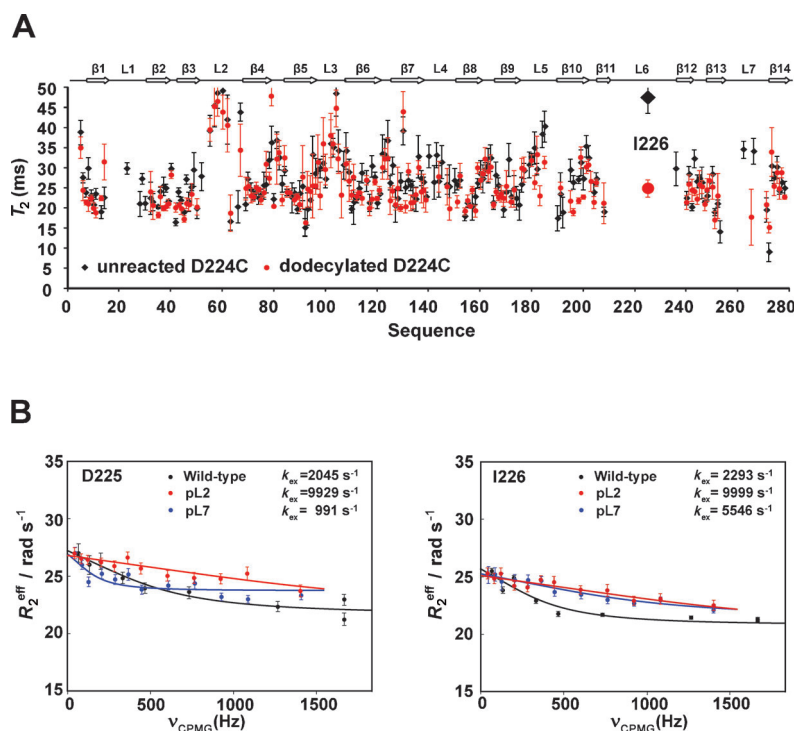 A
β1 L1 β2 β3 L2 β4 β5 L3 β6 β7 L4 β8 β9 L5 β10 β11 L6 β12 β13 L7 β14
T2 (ms)
50
45
40
35
30
25
20
15
10
5
0
I226
unreacted D224C dodecylated D224C
0 20 40 60 80 100 120 140 160 180 200 220 240 260 280
Sequence
B
R2eff / rad s-1
35
30
25
20
15
D225
Wild-type kex=2045 s-1
pL2 kex=9929 s-1
pL7 kex= 991 s-1
0 500 1000 1500
νCPMG(Hz)
R2eff / rad s-1
35
30
25
20
15
I226
Wild-type kex=2293 s-1
pL2 kex=9999 s-1
pL7 kex=5546 s-1
0 500 1000 1500
νCPMG(Hz)